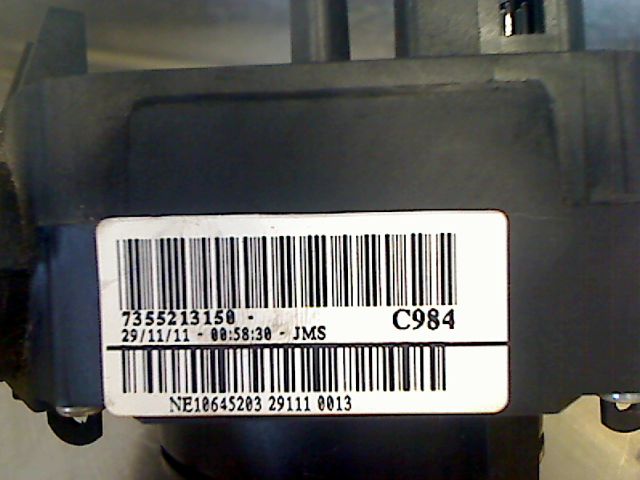 7355213150 -
C984
29/11/11 - 00:58:30 - JMS
NE10645203 29111 0013